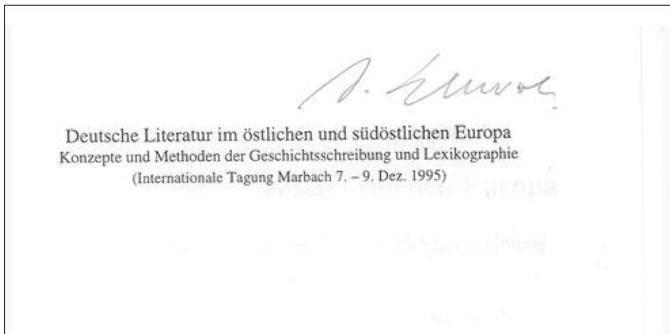 Deutsche Literatur im östlichen und südöstlichen Europa
Konzepte und Methoden der Geschichtsschreibung und Lexikographie
(Internationale Tagung Marbach 7. – 9. Dez. 1995)